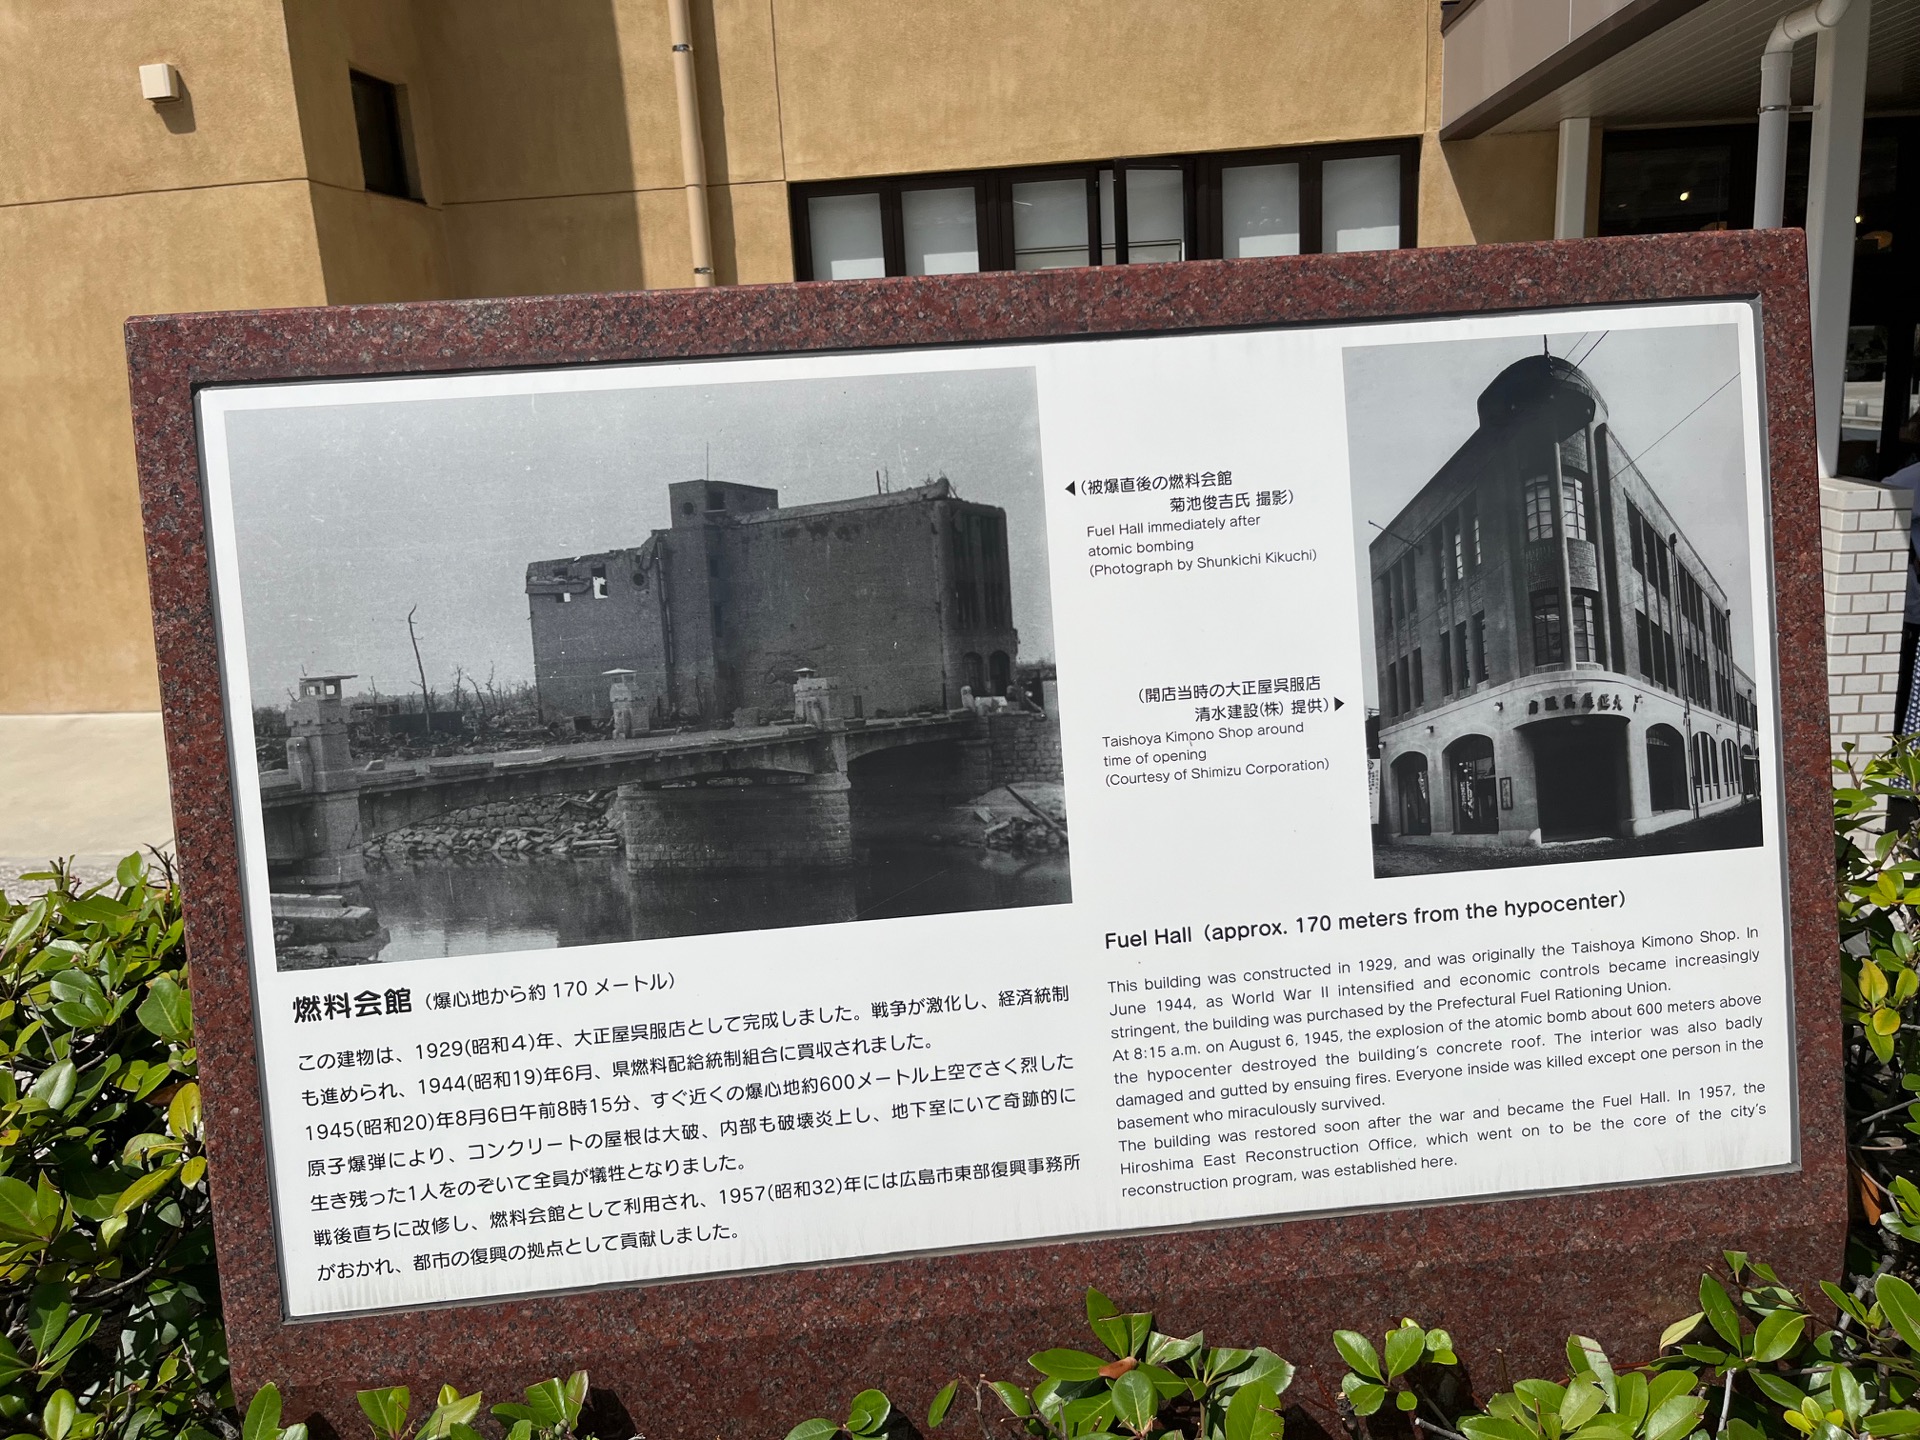 ◀(被爆直後の燃料会館
菊池俊吉氏 撮影)
Fuel Hall immediately after
atomic bombing
(Photograph by Shunkichi Kikuchi)
(開店当時の大正屋呉服店
清水建設(株) 提供)▶
Taishoya Kimono Shop around
time of opening
(Courtesy of Shimizu Corporation)
燃料会館(爆心地から約 170 メートル)
この建物は、1929(昭和4)年、大正屋呉服店として完成しました。戦争が激化し、経済統制
も進められ、1944(昭和19)年6月、県燃料配給統制組合に買収されました。
1945(昭和20)年8月6日午前8時15分、すぐ近くの爆心地約600メートル上空でさく烈した
原子爆弾により、コンクリートの屋根は大破、内部も破壊炎上し、地下室にいて奇跡的に
生き残った1人をのぞいて全員が犠牲となりました。
戦後直ちに改修し、燃料会館として利用され、1957(昭和32)年には広島市東部復興事務所
がおかれ、都市の復興の拠点として貢献しました。
Fuel Hall (approx. 170 meters from the hypocenter)
This building was constructed in 1929, and was originally the Taishoya Kimono Shop. In
June 1944, as World War II intensified and economic controls became increasingly
stringent, the building was purchased by the Prefectural Fuel Rationing Union.
At 8:15 a.m. on August 6, 1945, the explosion of the atomic bomb about 600 meters above
the hypocenter destroyed the building's concrete roof. The interior was also badly
damaged and gutted by ensuing fires. Everyone inside was killed except one person in the
basement who miraculously survived.
The building was restored soon after the war and became the Fuel Hall. In 1957, the
Hiroshima East Reconstruction Office, which went on to be the core of the city's
reconstruction program, was established here.